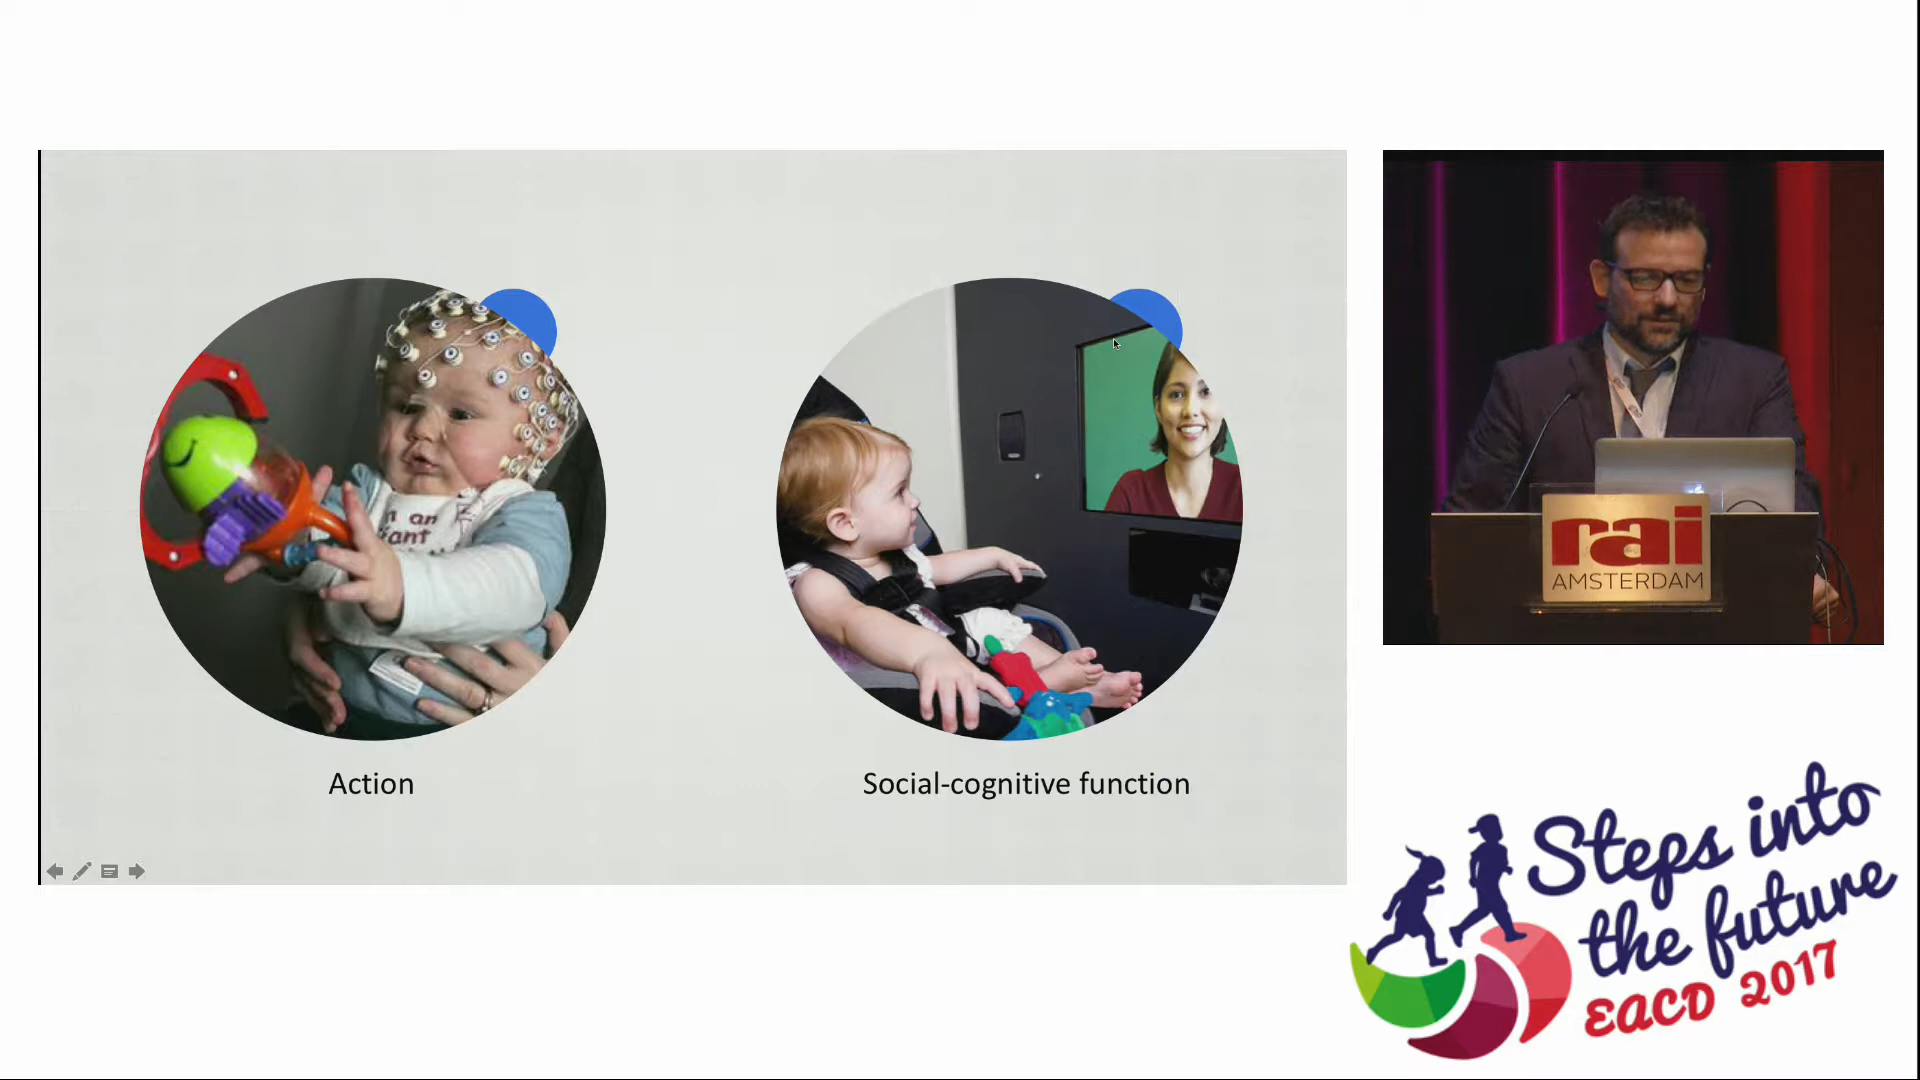 Action
Social-cognitive function
rai
AMSTERDAM
Steps into
the future
EACD 2017